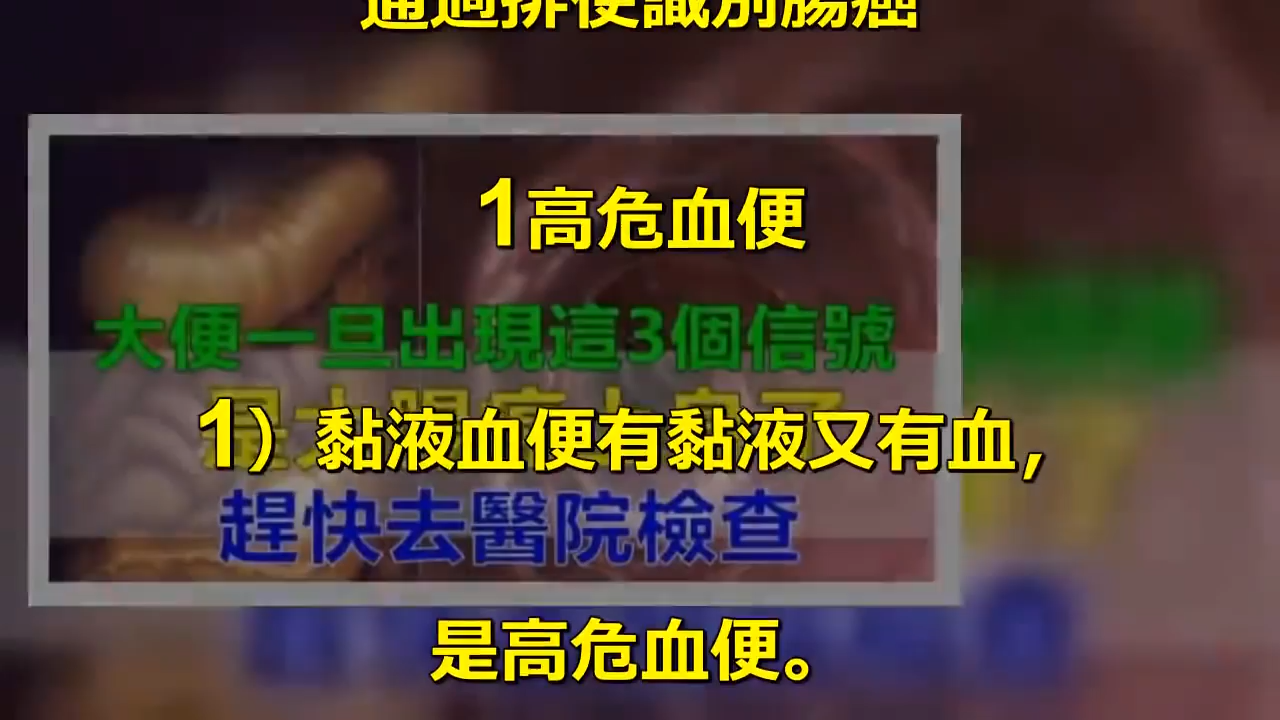 通過排便識別腸癌
1高危血便
大便一旦出現這3個信號
1）黏液血便有黏液又有血，
趕快去醫院檢查
是高危血便。